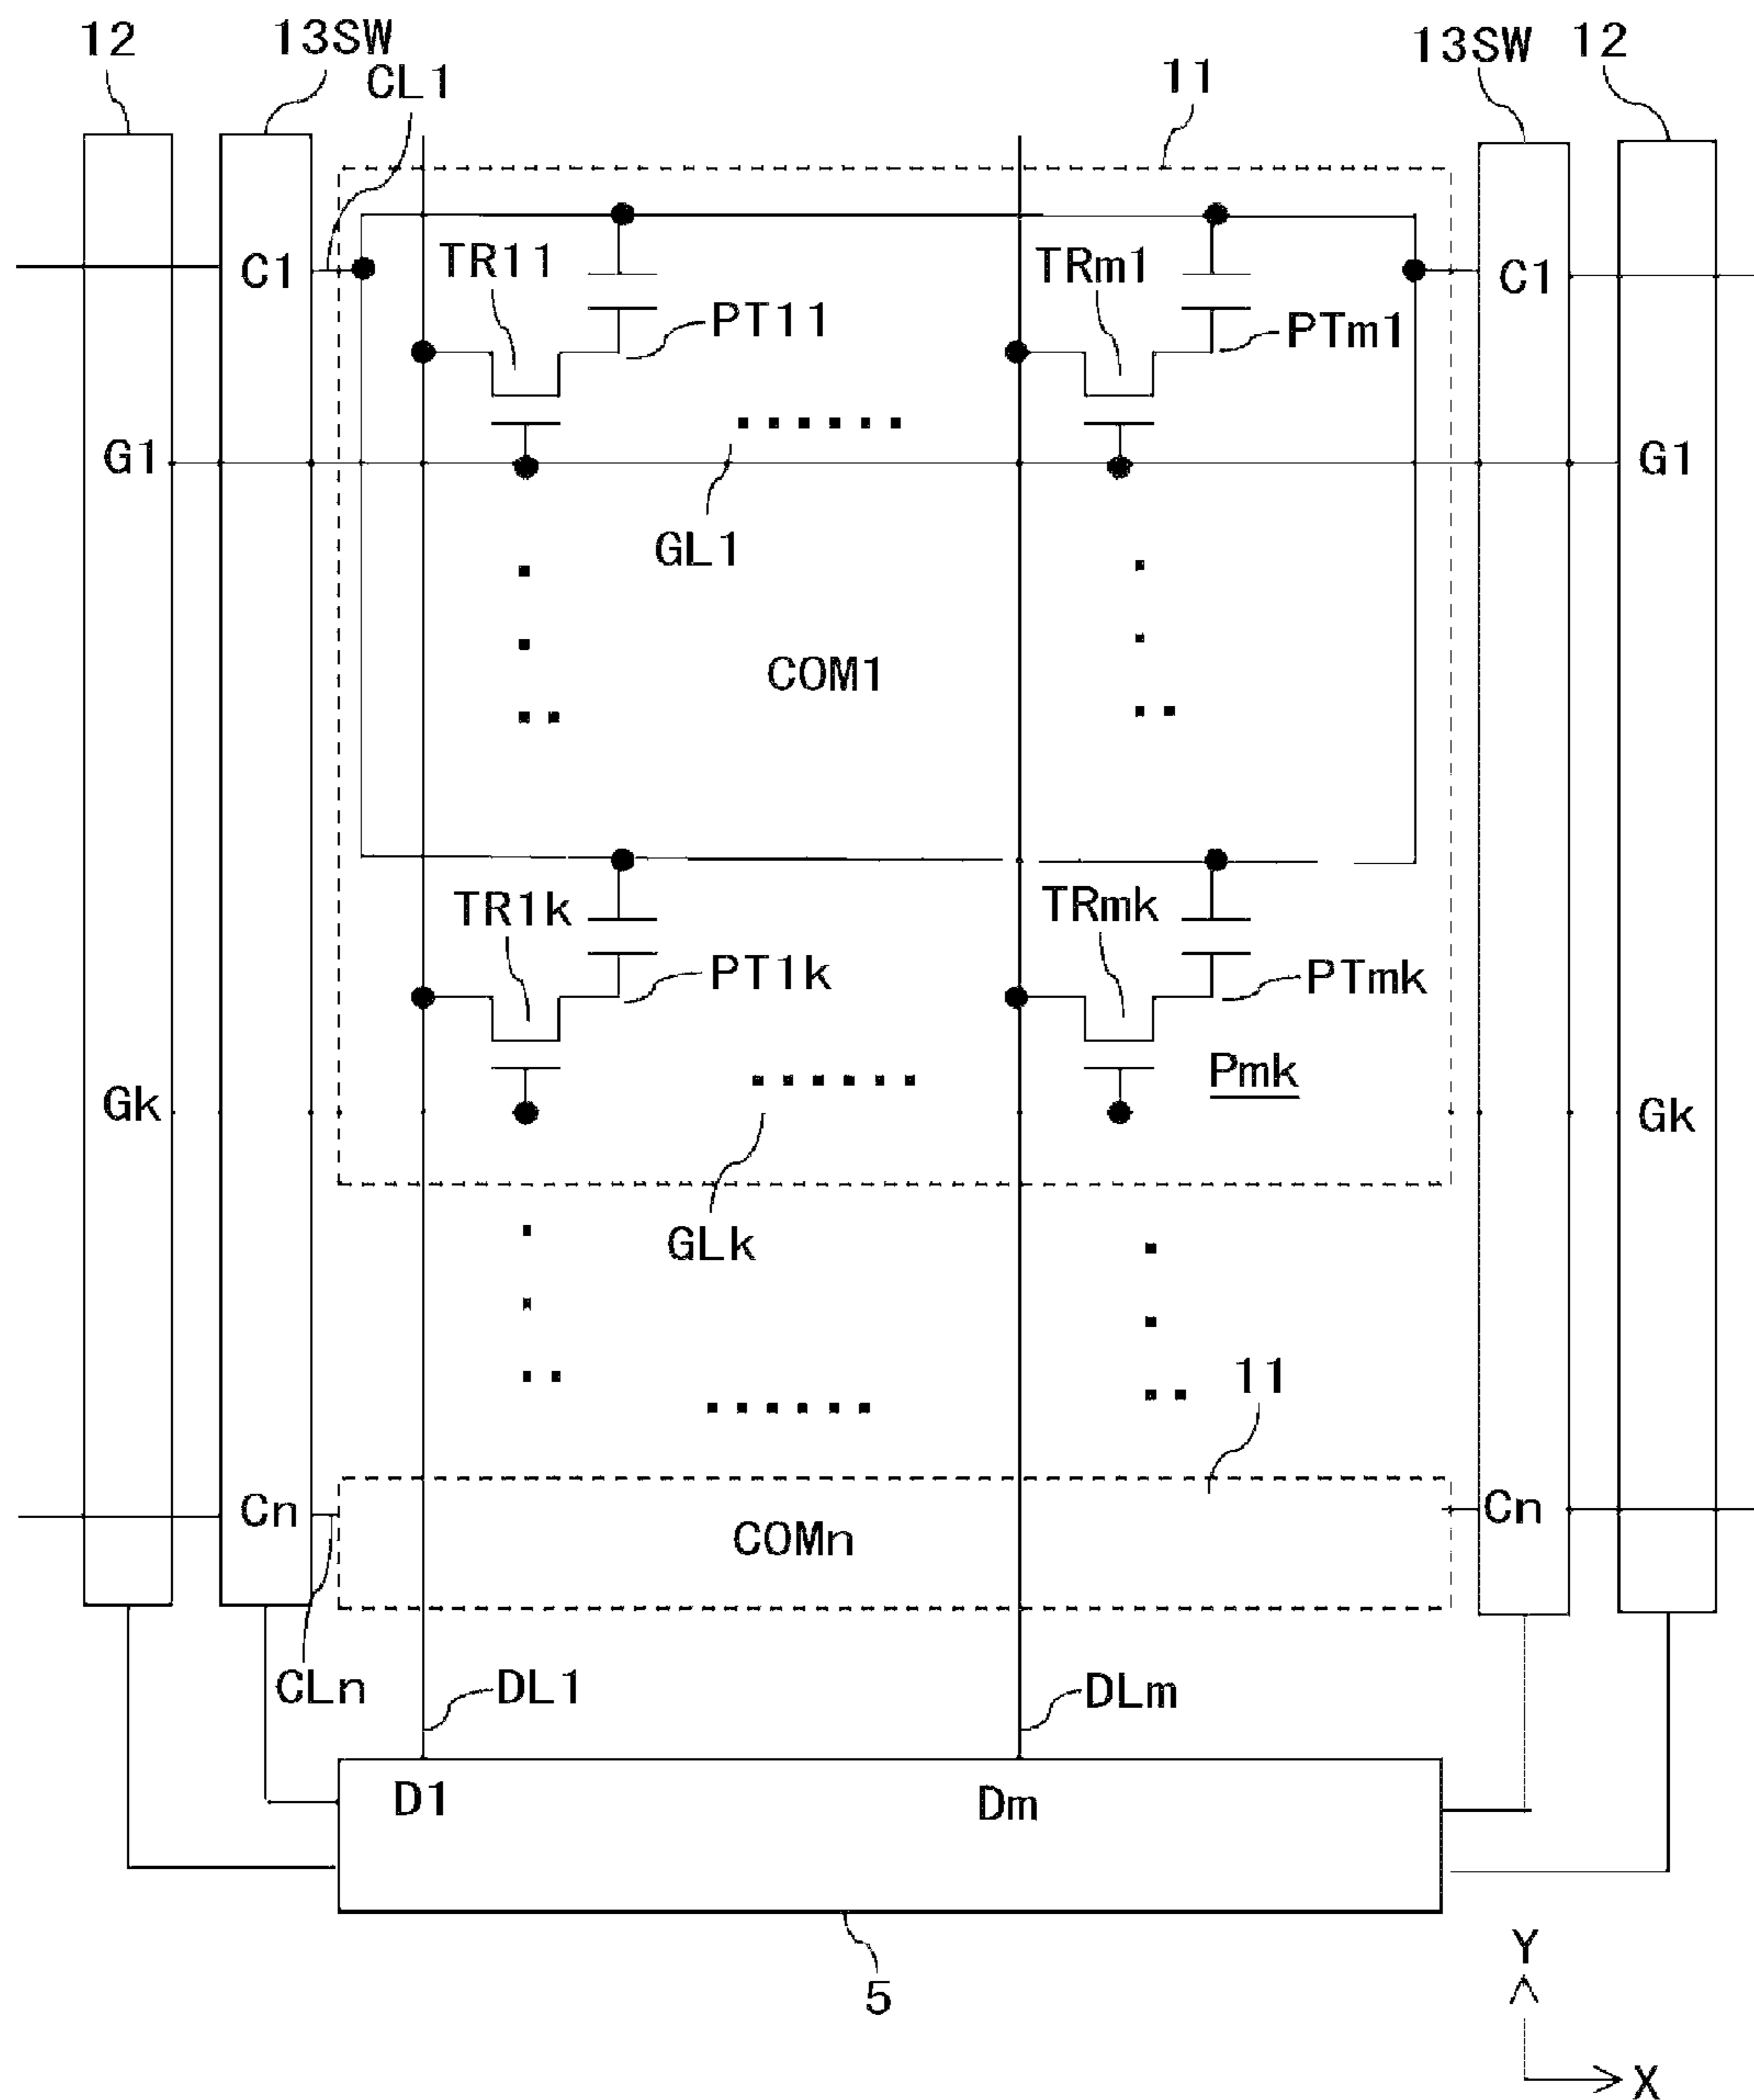 12
13SW
CL1
11
13SW
12
C1
TR11
TRm1
C1
PT11
PTm1
G1
G1
GL1
COM1
TR1k
TRmk
PT1k
PTmk
Pmk
Gk
Gk
GLk
11
Cn
COMn
Cn
CLn
DL1
DLm
D1
Dm
5
Y
X